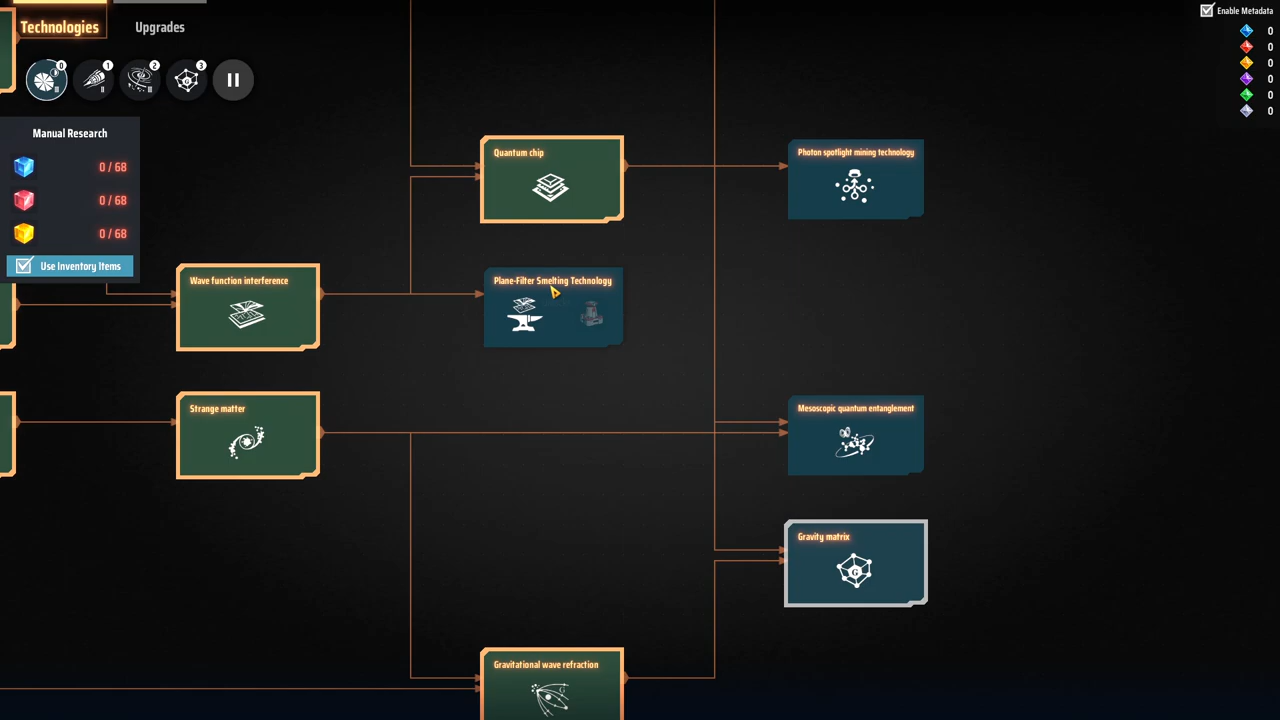 Technologies
Upgrades
Enable Metadata
0
0
0
0
0
0
0
1
2
3
II
II
Manual Research
0 / 68
0 / 68
0 / 68
Use Inventory Items
Quantum chip
Photon spotlight mining technology
Wave function interference
Plane-Filter Smelting Technology
Strange matter
Mesoscopic quantum entanglement
Gravity matrix
G
Gravitational wave refraction
G